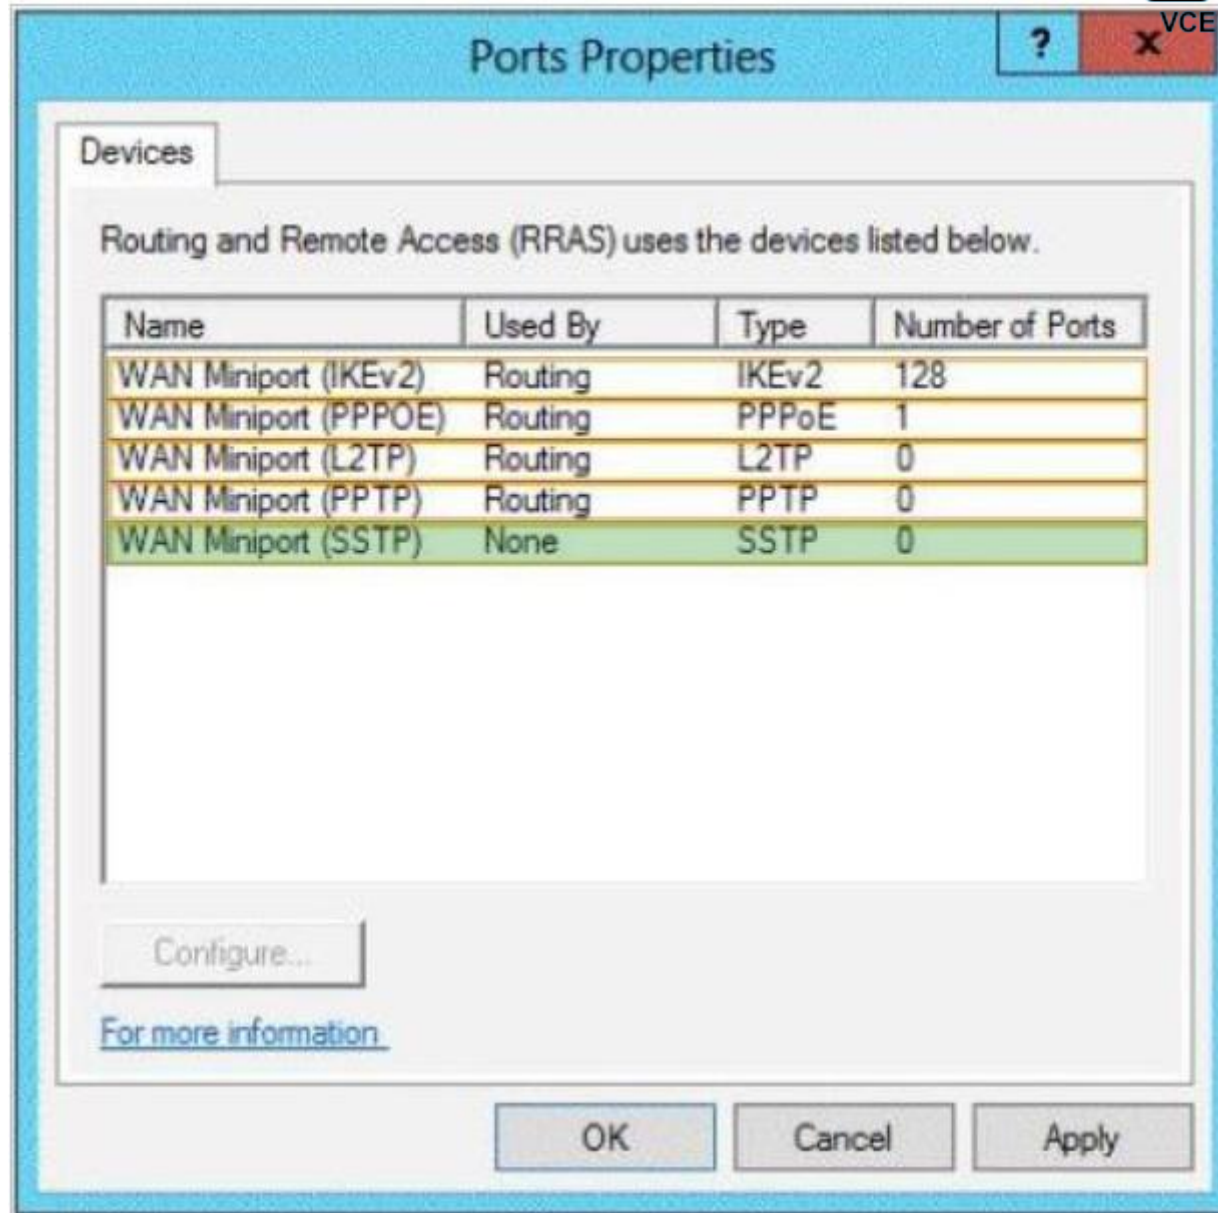 VCE
Ports Properties ? x
Devices
Routing and Remote Access (RRAS) uses the devices listed below.
Name Used By Type Number of Ports
WAN Miniport (IKEv2) Routing IKEv2 128
WAN Miniport (PPPOE) Routing PPPoE 1
WAN Miniport (L2TP) Routing L2TP 0
WAN Miniport (PPTP) Routing PPTP 0
WAN Miniport (SSTP) None SSTP 0
Configure...
For more information
OK Cancel Apply